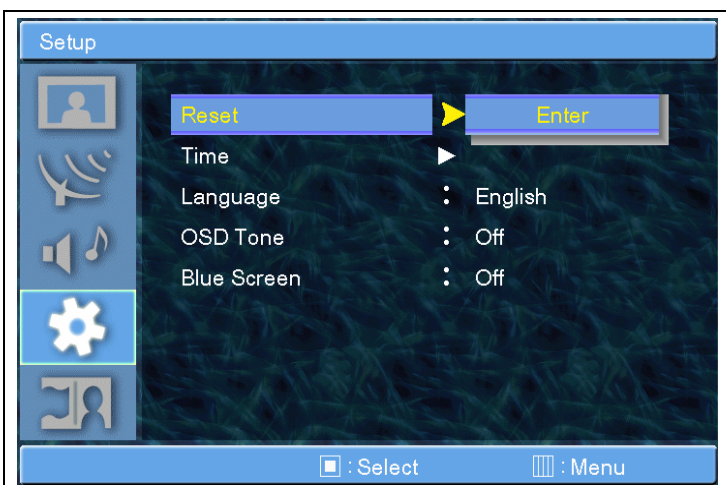 Setup
Reset Enter
Time
Language : English
OSD Tone : Off
Blue Screen : Off
: Select : Menu